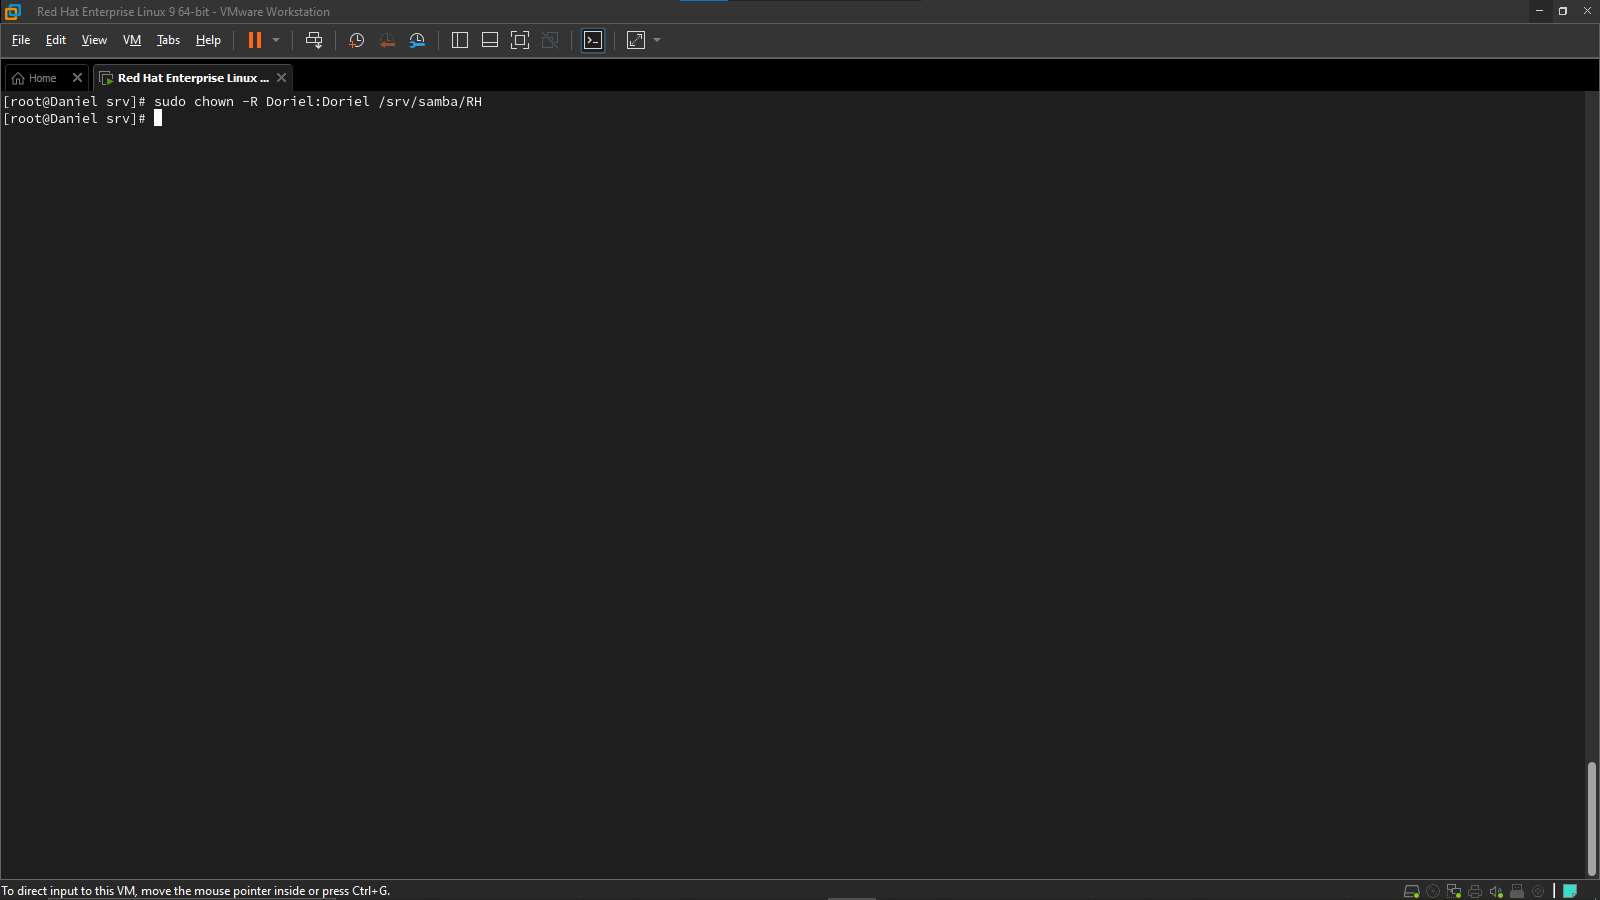 Red Hat Enterprise Linux 9 64-bit - VMware Workstation
File Edit View VM Tabs Help
Home Red Hat Enterprise Linux ...
[root@Daniel srv]# sudo chown -R Doriel:Doriel /srv/samba/RH
[root@Daniel srv]#
To direct input to this VM, move the mouse pointer inside or press Ctrl+G.